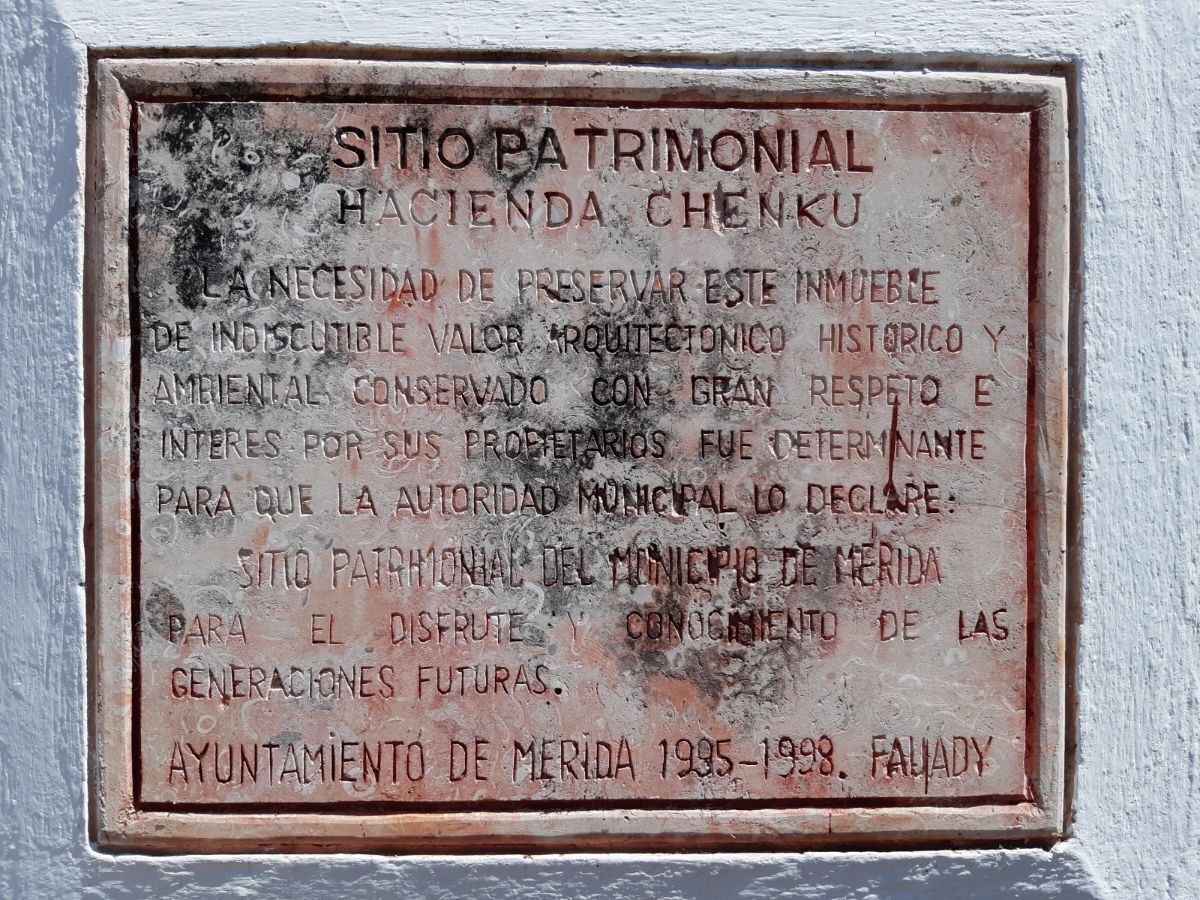 SITIO PATRIMONIAL
HACIENDA CHENKU
LA NECESIDAD DE PRESERVAR ESTE INMUEBLE
DE INDISCUTIBLE VALOR ARQUITECTONICO HISTORICO Y
AMBIENTAL CONSERVADO CON GRAN RESPETO E
INTERES POR SUS PROPIETARIOS FUE DETERMINANTE
PARA QUE LA AUTORIDAD MUNICIPAL LO DECLARE:
SITIO PATRIMONIAL DEL MUNICIPIO DE MERIDA
PARA EL DISFRUTE Y CONOCIMIENTO DE LAS
GENERACIONES FUTURAS.
AYUNTAMIENTO DE MERIDA 1995-1998.